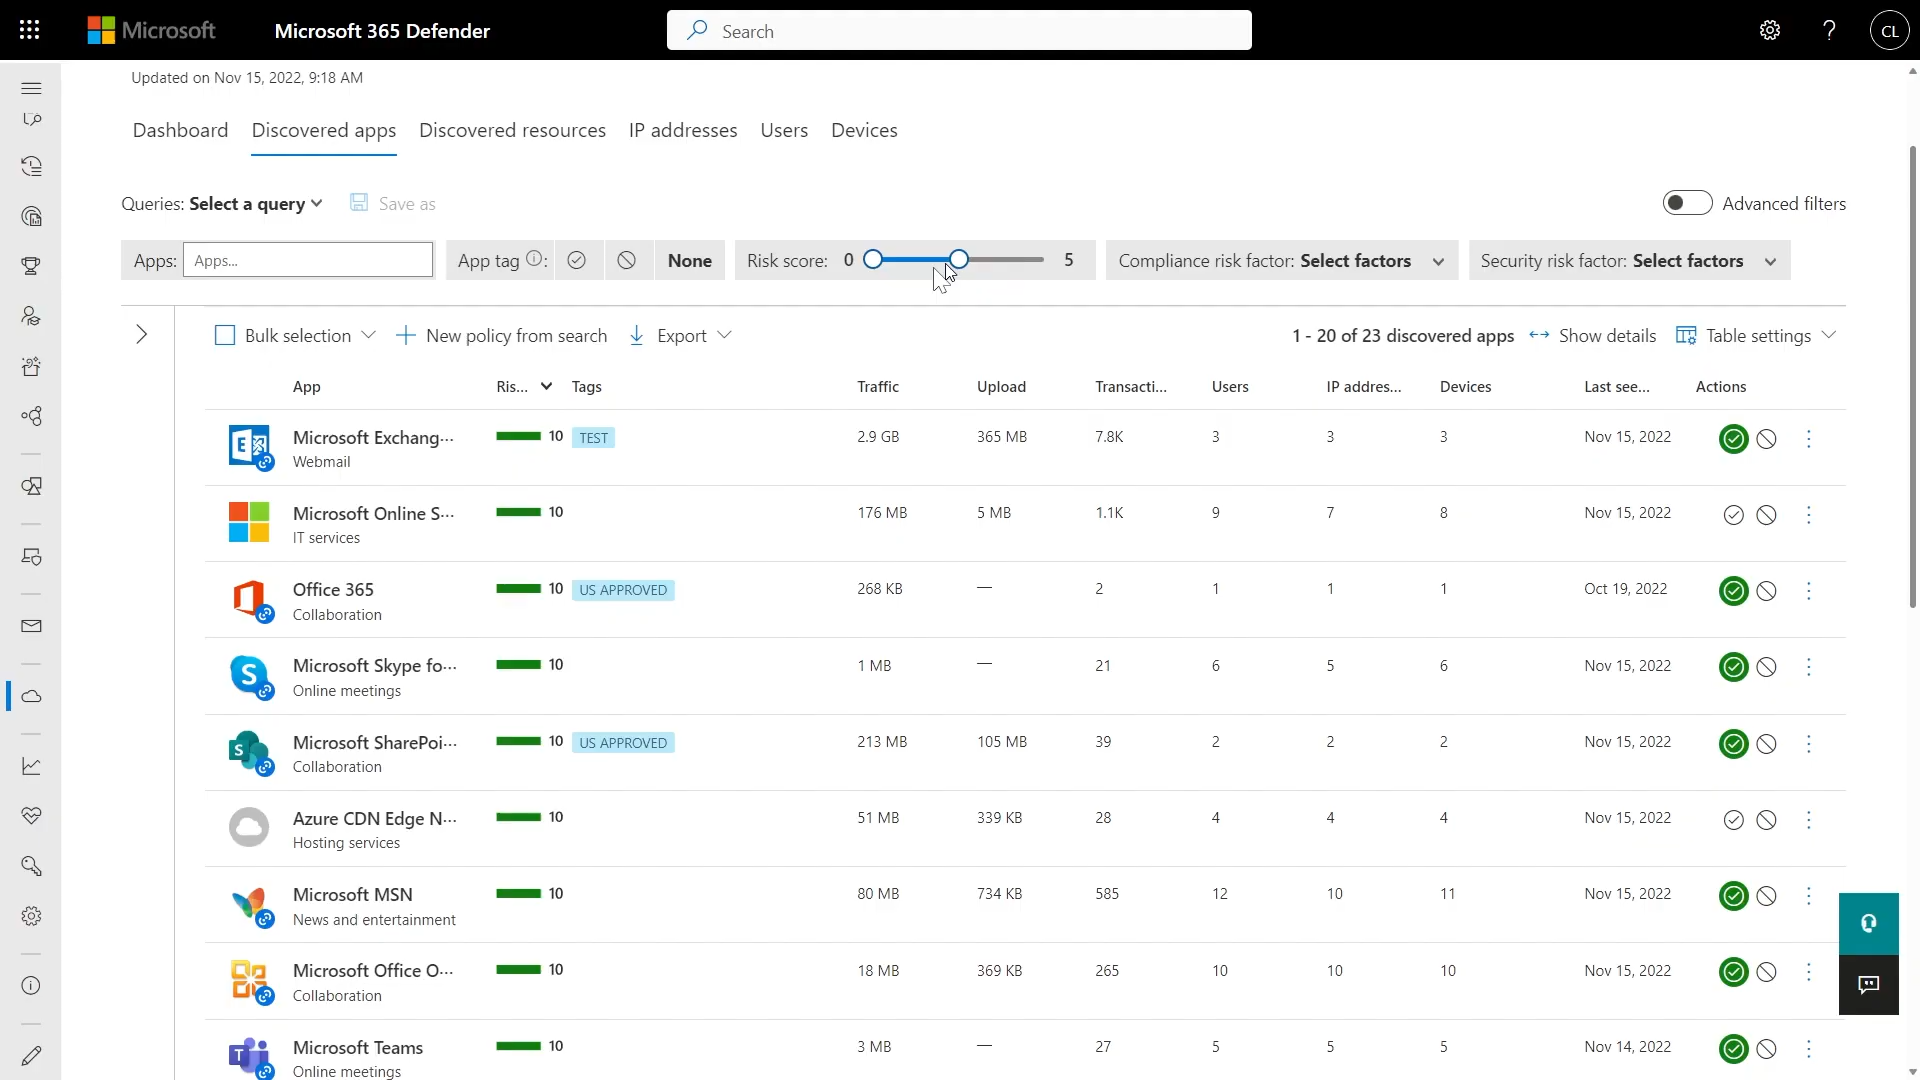 Microsoft
Microsoft 365 Defender
Search
?
CL
Updated on Nov 15, 2022, 9:18 AM
Dashboard Discovered apps Discovered resources IP addresses Users Devices
Queries: Select a query Save as
Advanced filters
Apps: Apps... App tag : None Risk score: 0 5 Compliance risk factor: Select factors Security risk factor: Select factors
Bulk selection New policy from search Export 1 - 20 of 23 discovered apps Show details Table settings
App Ris... Tags Traffic Upload Transacti... Users IP addres... Devices Last see... Actions
Microsoft Exchang... 10 TEST 2.9 GB 365 MB 7.8K 3 3 3 Nov 15, 2022
Webmail
Microsoft Online S... 10 176 MB 5 MB 1.1K 9 7 8 Nov 15, 2022
IT services
Office 365 10 US APPROVED 268 KB — 2 1 1 1 Oct 19, 2022
Collaboration
Microsoft Skype fo... 10 1 MB — 21 6 5 6 Nov 15, 2022
Online meetings
Microsoft SharePoi... 10 US APPROVED 213 MB 105 MB 39 2 2 2 Nov 15, 2022
Collaboration
Azure CDN Edge N... 10 51 MB 339 KB 28 4 4 4 Nov 15, 2022
Hosting services
Microsoft MSN 10 80 MB 734 KB 585 12 10 11 Nov 15, 2022
News and entertainment
Microsoft Office O... 10 18 MB 369 KB 265 10 10 10 Nov 15, 2022
Collaboration
Microsoft Teams 10 3 MB — 27 5 5 5 Nov 14, 2022
Online meetings